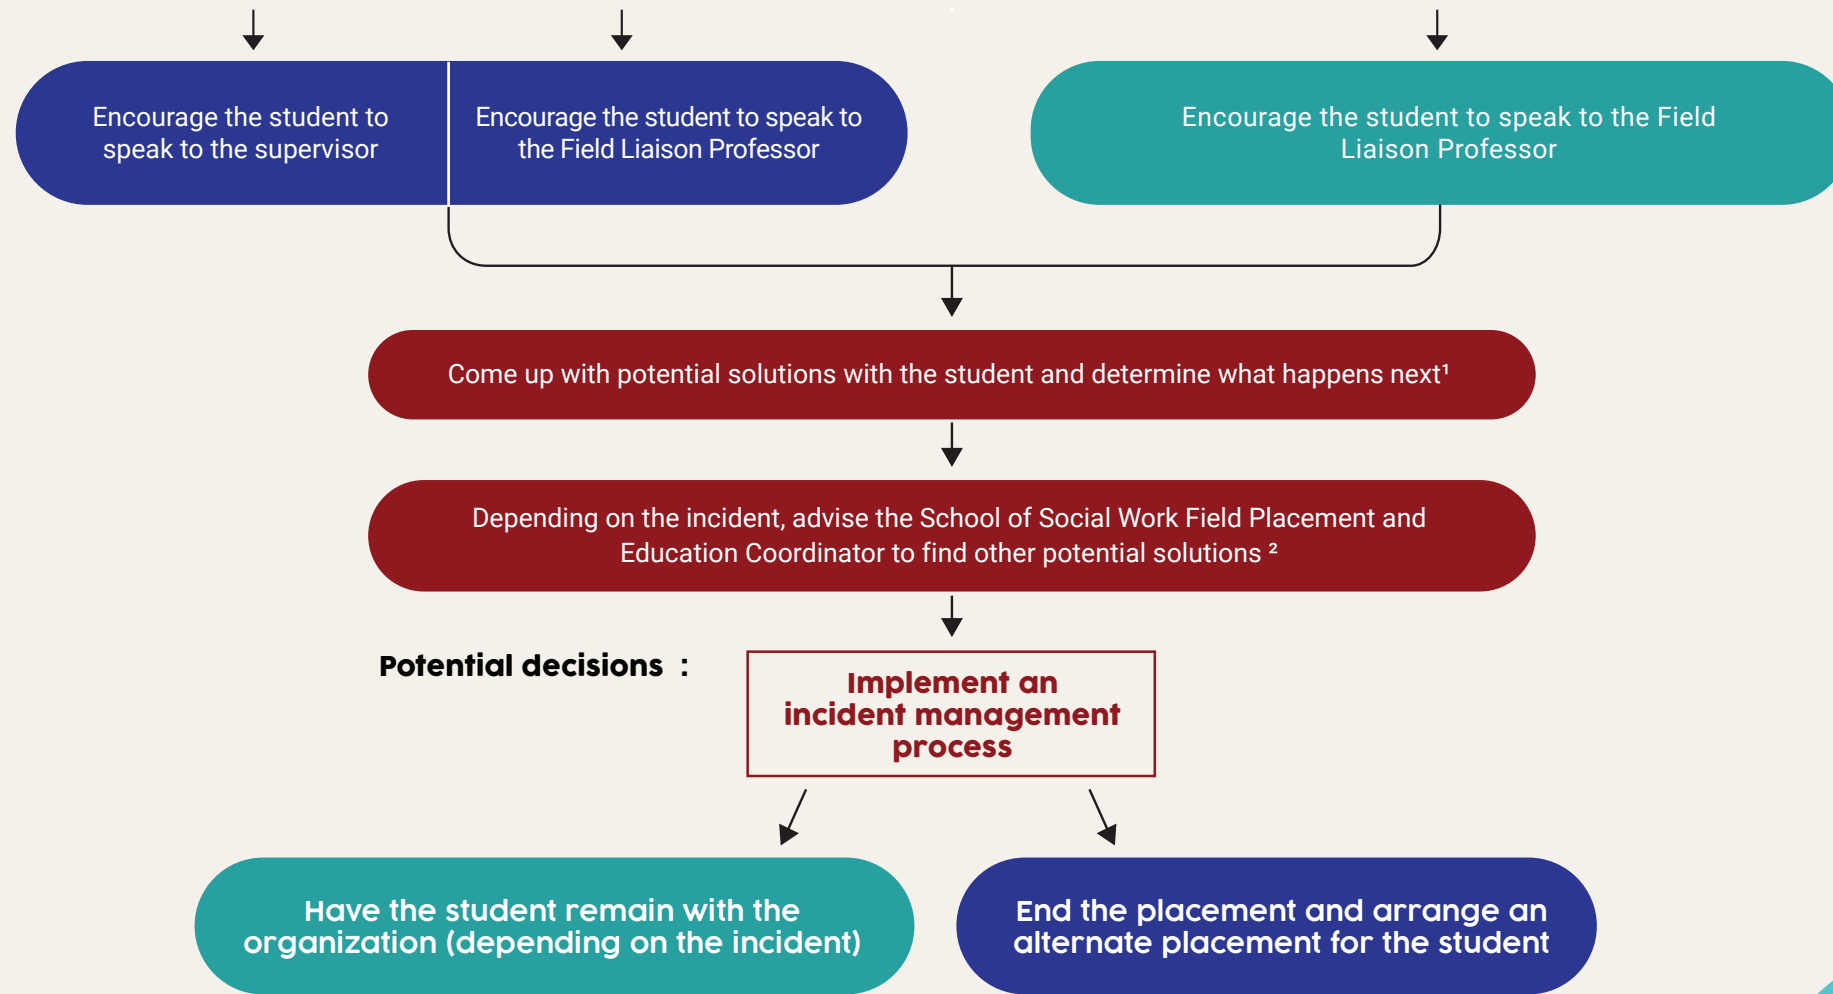 Encourage the student to
speak to the supervisor
Encourage the student to speak to
the Field Liaison Professor
Encourage the student to speak to the Field
Liaison Professor
Come up with potential solutions with the student and determine what happens next¹
Depending on the incident, advise the School of Social Work Field Placement and
Education Coordinator to find other potential solutions ²
Potential decisions :
Implement an
incident management
process
Have the student remain with the
organization (depending on the incident)
End the placement and arrange an
alternate placement for the student